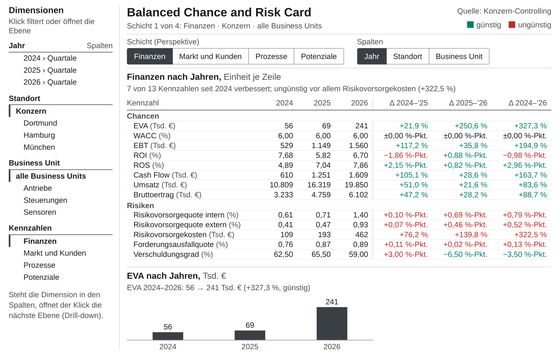 Dimensionen
Klick filtert oder öffnet die
Ebene
Jahr Spalten
2024 › Quartale
2025 › Quartale
2026 › Quartale
Standort
Konzern
Dortmund
Hamburg
München
Business Unit
alle Business Units
Antriebe
Steuerungen
Sensoren
Kennzahlen
Finanzen
Markt und Kunden
Prozesse
Potenziale
Steht die Dimension in den
Spalten, öffnet der Klick die
nächste Ebene (Drill-down).
Balanced Chance and Risk Card
Schicht 1 von 4: Finanzen · Konzern · alle Business Units
Quelle: Konzern-Controlling
günstig ungünstig
Schicht (Perspektive) Spalten
Finanzen Markt und Kunden Prozesse Potenziale Jahr Standort Business Unit
Finanzen nach Jahren, Einheit je Zeile
7 von 13 Kennzahlen seit 2024 verbessert; ungünstig vor allem Risikovorsorgekosten (+322,5 %)
Kennzahl 2024 2025 2026 Δ 2024–'25 Δ 2025–'26 Δ 2024–'26
Chancen
EVA (Tsd. €) 56 69 241 +21,9 % +250,6 % +327,3 %
WACC (%) 6,00 6,00 6,00 ±0,00 %-Pkt. ±0,00 %-Pkt. ±0,00 %-Pkt.
EBT (Tsd. €) 529 1.149 1.560 +117,2 % +35,8 % +194,9 %
ROI (%) 7,68 5,82 6,70 −1,86 %-Pkt. +0,88 %-Pkt. −0,98 %-Pkt.
ROS (%) 4,89 7,04 7,86 +2,15 %-Pkt. +0,82 %-Pkt. +2,96 %-Pkt.
Cash Flow (Tsd. €) 610 1.251 1.609 +105,1 % +28,6 % +163,7 %
Umsatz (Tsd. €) 10.809 16.319 19.850 +51,0 % +21,6 % +83,6 %
Bruttoertrag (Tsd. €) 3.233 4.759 6.102 +47,2 % +28,2 % +88,7 %
Risiken
Risikovorsorgequote intern (%) 0,61 0,71 1,40 +0,10 %-Pkt. +0,69 %-Pkt. +0,79 %-Pkt.
Risikovorsorgequote extern (%) 0,41 0,47 0,93 +0,07 %-Pkt. +0,46 %-Pkt. +0,52 %-Pkt.
Risikovorsorgekosten (Tsd. €) 109 193 462 +76,2 % +139,8 % +322,5 %
Forderungsausfallquote (%) 0,76 0,87 0,89 +0,11 %-Pkt. +0,02 %-Pkt. +0,13 %-Pkt.
Verschuldungsgrad (%) 62,50 65,50 59,00 +3,00 %-Pkt. −6,50 %-Pkt. −3,50 %-Pkt.
EVA nach Jahren, Tsd. €
EVA 2024–2026: 56 → 241 Tsd. € (+327,3 %, günstig)
56 69 241
2024 2025 2026